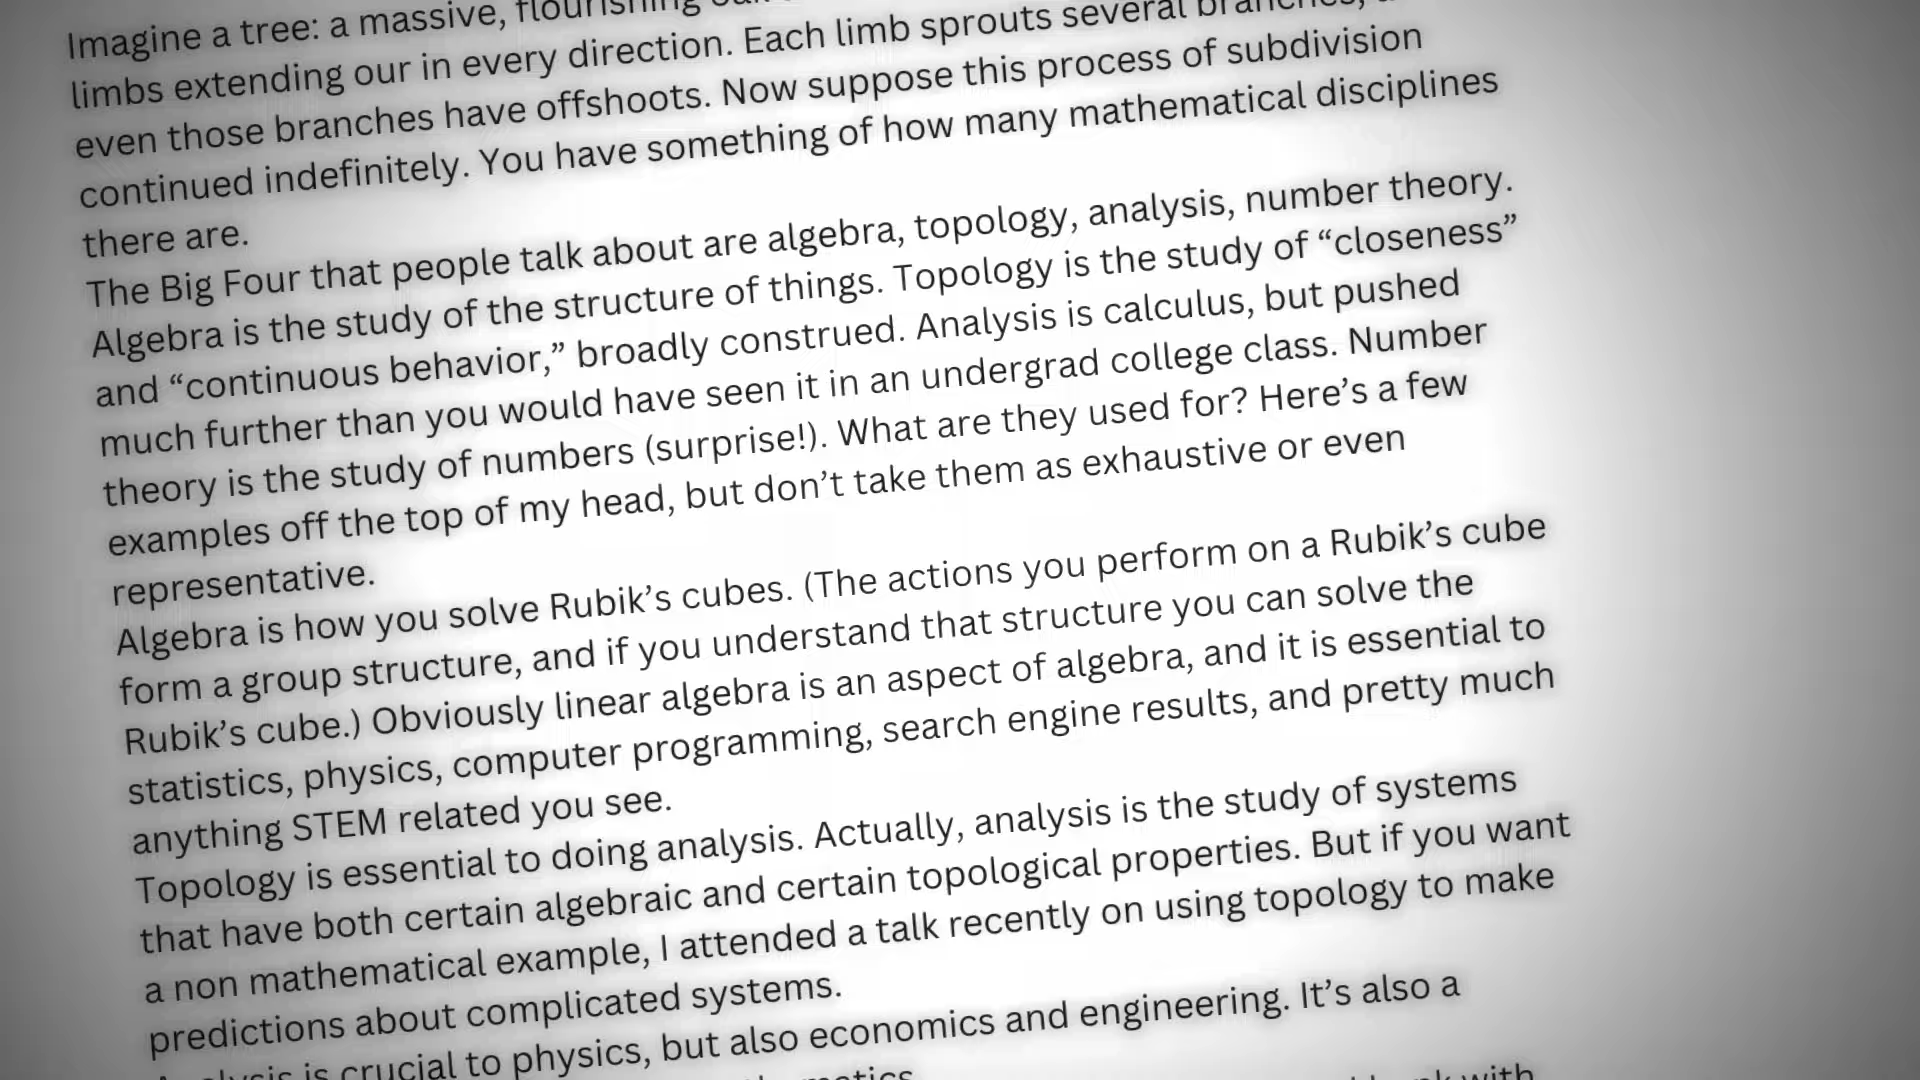 Imagine a tree: a massive, flourishing
limbs extending our in every direction. Each limb sprouts several branches,
even those branches have offshoots. Now suppose this process of subdivision
continued indefinitely. You have something of how many mathematical disciplines
there are.
The Big Four that people talk about are algebra, topology, analysis, number theory.
Algebra is the study of the structure of things. Topology is the study of “closeness”
and “continuous behavior,” broadly construed. Analysis is calculus, but pushed
much further than you would have seen it in an undergrad college class. Number
theory is the study of numbers (surprise!). What are they used for? Here’s a few
examples off the top of my head, but don’t take them as exhaustive or even
representative.
Algebra is how you solve Rubik’s cubes. (The actions you perform on a Rubik’s cube
form a group structure, and if you understand that structure you can solve the
Rubik’s cube.) Obviously linear algebra is an aspect of algebra, and it is essential to
statistics, physics, computer programming, search engine results, and pretty much
anything STEM related you see.
Topology is essential to doing analysis. Actually, analysis is the study of systems
that have both certain algebraic and certain topological properties. But if you want
a non mathematical example, I attended a talk recently on using topology to make
predictions about complicated systems.
Analysis is crucial to physics, but also economics and engineering. It’s also a
with